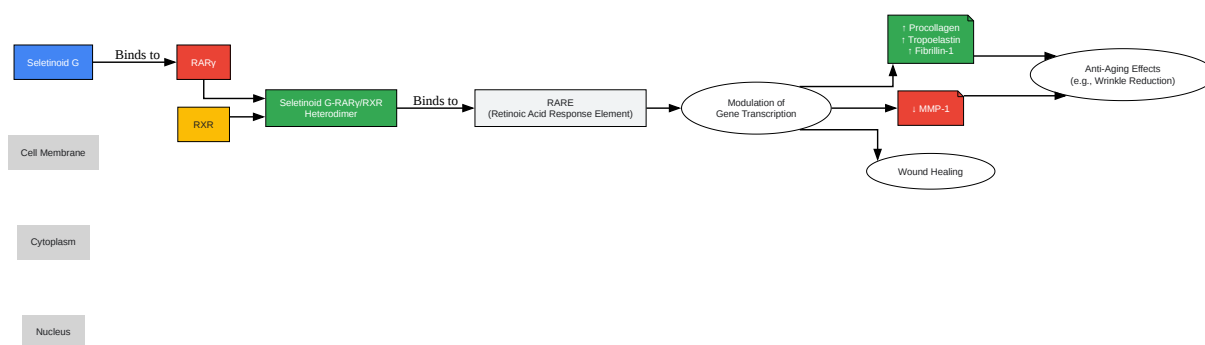 Seletinoid G
Binds to
RARγ
RXR
Seletinoid G-RARγ/RXR
Heterodimer
Binds to
RARE
(Retinoic Acid Response Element)
Modulation of
Gene Transcription
↑ Procollagen
↑ Tropoelastin
↑ Fibrillin-1
↓ MMP-1
Wound Healing
Anti-Aging Effects
(e.g., Wrinkle Reduction)
Cell Membrane
Cytoplasm
Nucleus